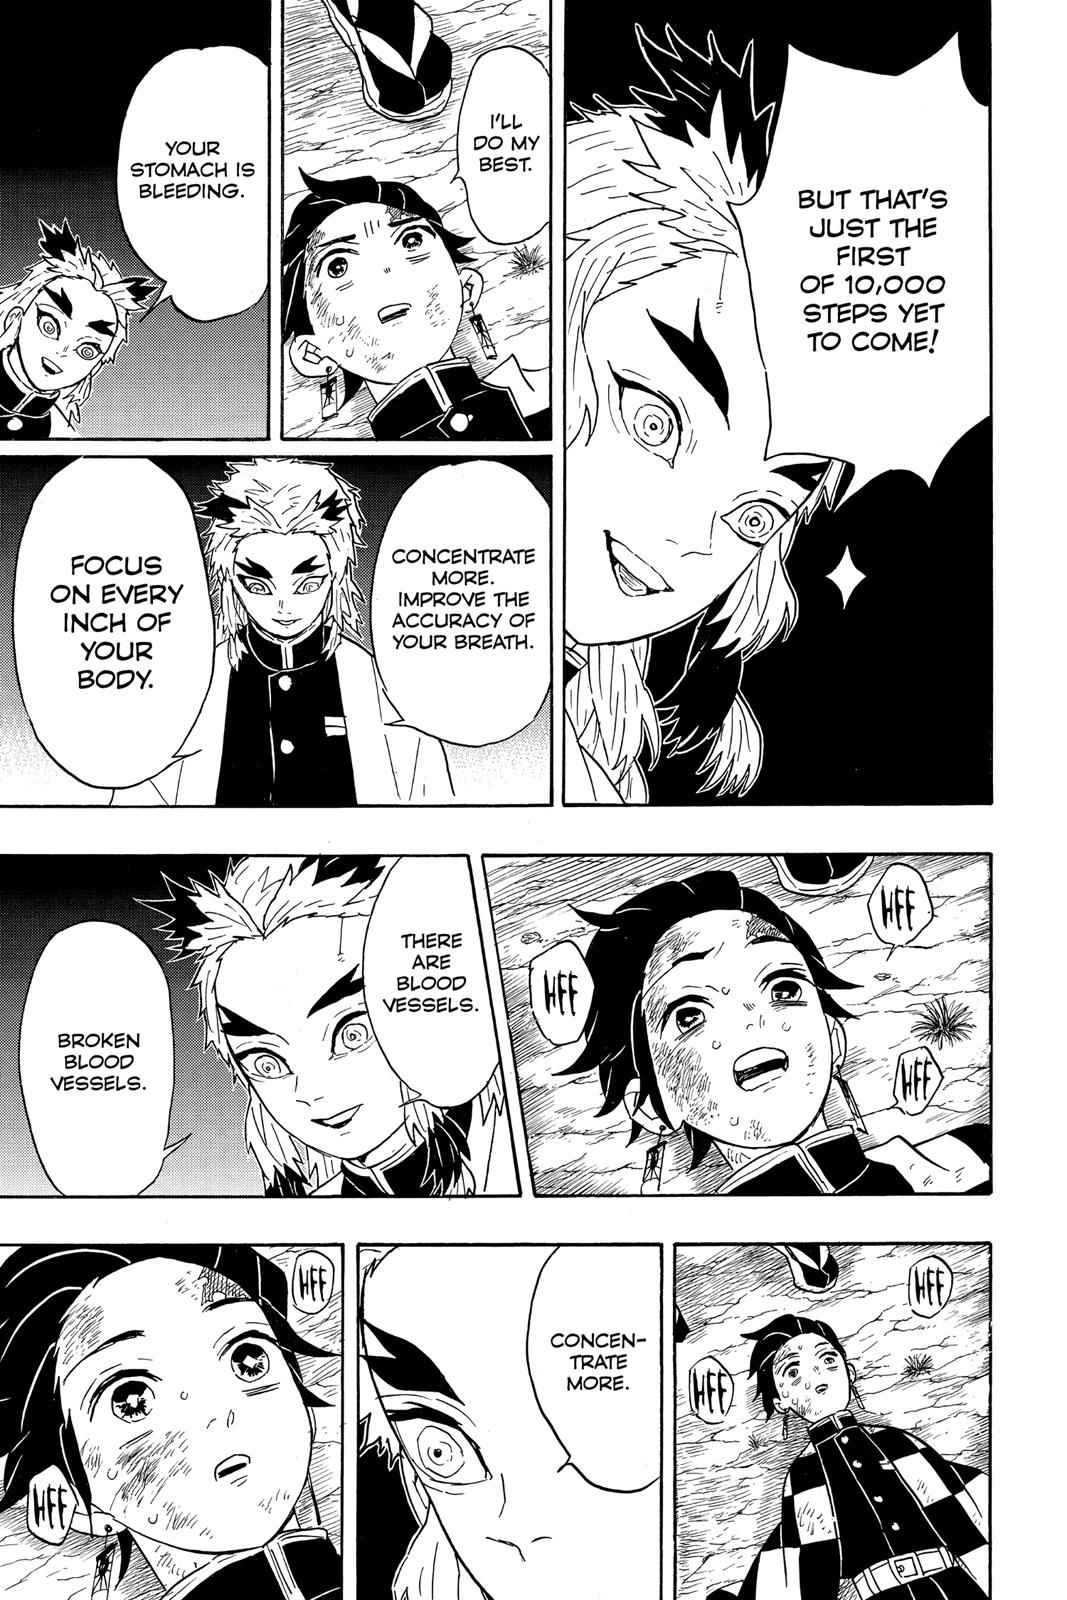 BUT THAT'S
JUST THE
FIRST
OF 10,000
STEPS YET
TO COME!
I'LL
DO MY
BEST.
YOUR
STOMACH IS
BLEEDING.
CONCENTRATE
MORE.
IMPROVE THE
ACCURACY OF
YOUR BREATH.
FOCUS
ON EVERY
INCH OF
YOUR
BODY.
HFF
HFF
HFF
THERE
ARE
BLOOD
VESSELS.
BROKEN
BLOOD
VESSELS.
HFF
HFF
CONCEN-
TRATE
MORE.
HFF
HFF